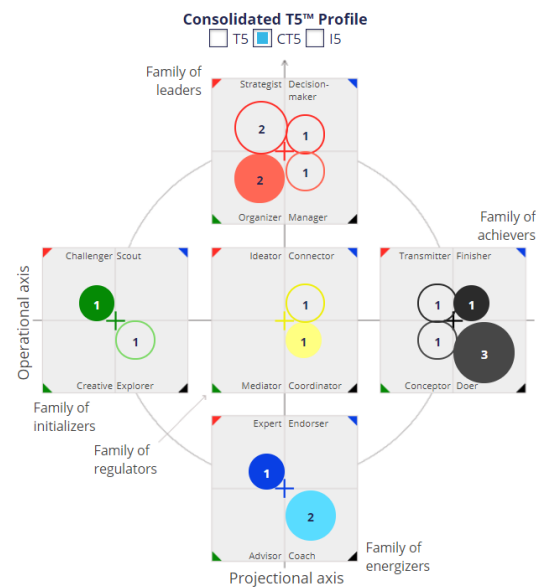 Consolidated T5™ Profile
T5 CT5 I5
Family of
leaders
Strategist Decision-
maker
2 1
2 1
Organizer Manager
Family of
achievers
Operational axis
Challenger Scout
1
1
Creative Explorer
Ideator Connector
1
1
Mediator Coordinator
Transmitter Finisher
1 1
1 3
Conceptor Doer
Family of
initializers
Family of
regulators
Expert Endorser
1
2
Advisor Coach
Family of
energizers
Projectional axis